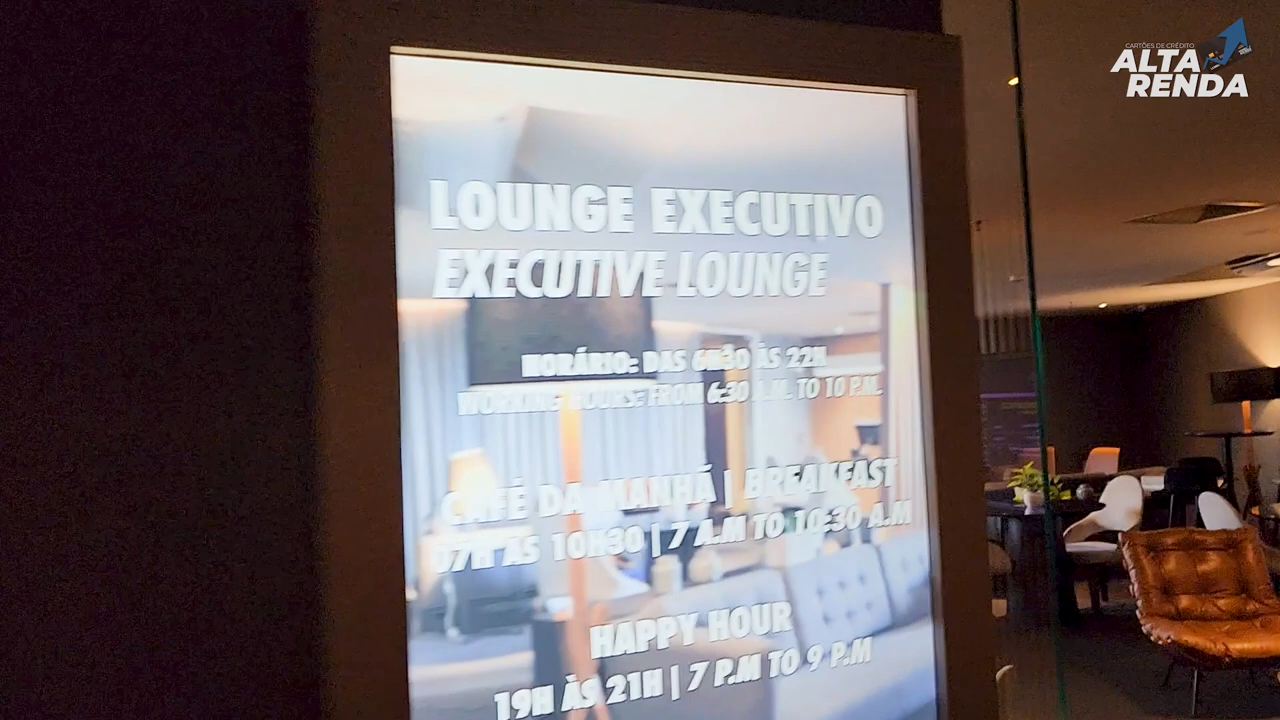 CARTÕES DE CRÉDITO
ALTA
RENDA
LOUNGE EXECUTIVO
EXECUTIVE LOUNGE
HORÁRIO: DAS 6H30 ÀS 22H
WORKING HOURS: FROM 6:30 A.M. TO 10 P.M.
CAFÉ DA MANHÃ | BREAKFAST
07H ÀS 10H30 | 7 A.M TO 10:30 A.M
HAPPY HOUR
19H ÀS 21H | 7 P.M TO 9 P.M